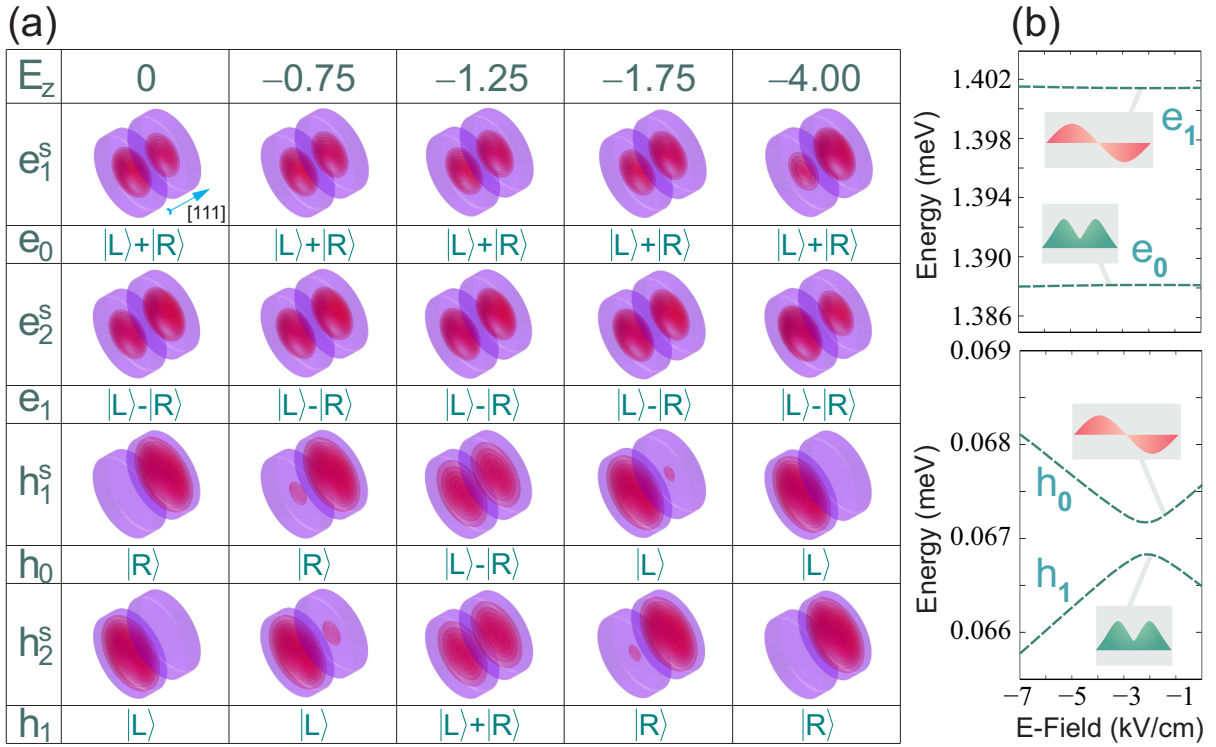 (a)
E_z 0 −0.75 −1.25 −1.75 −4.00
e_1^s
[111]
e_0 |L⟩+|R⟩ |L⟩+|R⟩ |L⟩+|R⟩ |L⟩+|R⟩ |L⟩+|R⟩
e_2^s
e_1 |L⟩-|R⟩ |L⟩-|R⟩ |L⟩-|R⟩ |L⟩-|R⟩ |L⟩-|R⟩
h_1^s
h_0 |R⟩ |R⟩ |L⟩-|R⟩ |L⟩ |L⟩
h_2^s
h_1 |L⟩ |L⟩ |L⟩+|R⟩ |R⟩ |R⟩
(b)
Energy (meV)
1.402
1.398
1.394
1.390
1.386
e_1
e_0
Energy (meV)
0.069
0.068
0.067
0.066
h_0
h_1
−7 −5 −3 −1
E-Field (kV/cm)